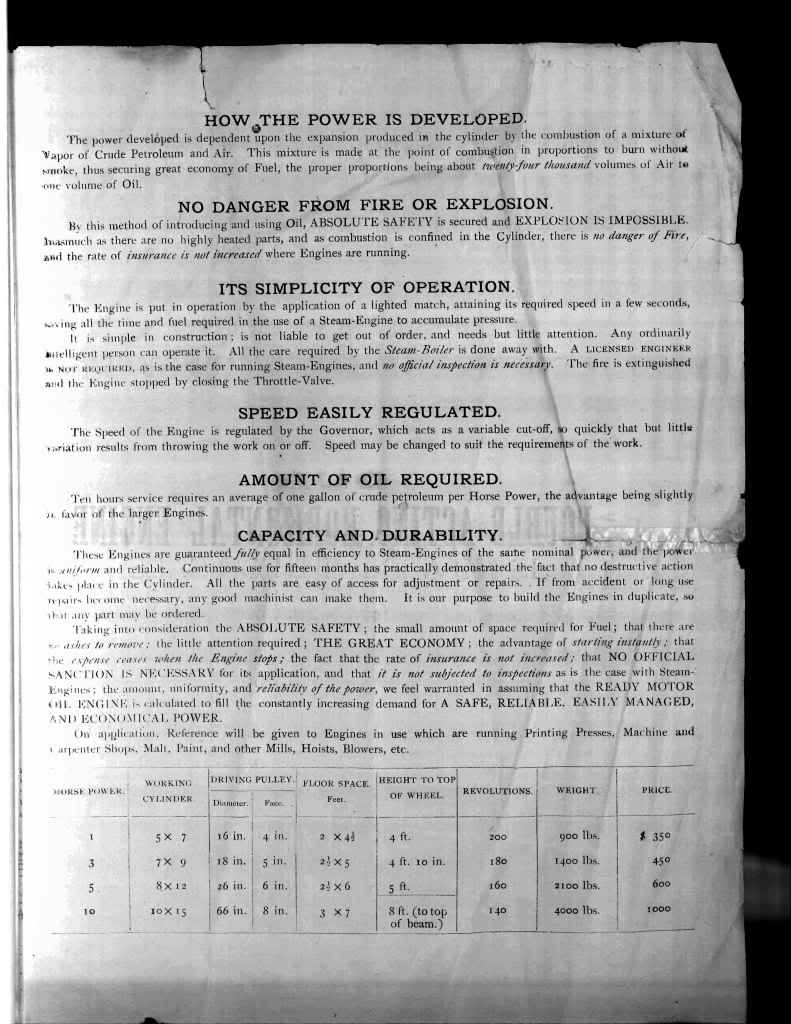 HOW THE POWER IS DEVELOPED.
The power developed is dependent upon the expansion produced in the cylinder by the combustion of a mixture of
Vapor of Crude Petroleum and Air. This mixture is made at the point of combustion in proportions to burn without
smoke, thus securing great economy of Fuel, the proper proportions being about twenty-four thousand volumes of Air to
one volume of Oil.
NO DANGER FROM FIRE OR EXPLOSION.
By this method of introducing and using Oil, ABSOLUTE SAFETY is secured and EXPLOSION IS IMPOSSIBLE.
Inasmuch as there are no highly heated parts, and as combustion is confined in the Cylinder, there is no danger of Fire,
and the rate of insurance is not increased where Engines are running.
ITS SIMPLICITY OF OPERATION.
The Engine is put in operation by the application of a lighted match, attaining its required speed in a few seconds,
saving all the time and fuel required in the use of a Steam-Engine to accumulate pressure.
It is simple in construction; is not liable to get out of order, and needs but little attention. Any ordinarily
intelligent person can operate it. All the care required by the Steam-Boiler is done away with. A LICENSED ENGINEER
IS NOT REQUIRED, as is the case for running Steam-Engines, and no official inspection is necessary. The fire is extinguished
and the Engine stopped by closing the Throttle-Valve.
SPEED EASILY REGULATED.
The Speed of the Engine is regulated by the Governor, which acts as a variable cut-off, so quickly that but little
variation results from throwing the work on or off. Speed may be changed to suit the requirements of the work.
AMOUNT OF OIL REQUIRED.
Ten hours service requires an average of one gallon of crude petroleum per Horse Power, the advantage being slightly
in favor of the larger Engines.
CAPACITY AND DURABILITY.
These Engines are guaranteed fully equal in efficiency to Steam-Engines of the same nominal power, and the power
is uniform and reliable. Continuous use for fifteen months has practically demonstrated the fact that no destructive action
takes place in the Cylinder. All the parts are easy of access for adjustment or repairs. If from accident or long use
repairs become necessary, any good machinist can make them. It is our purpose to build the Engines in duplicate, so
that any part may be ordered.
Taking into consideration the ABSOLUTE SAFETY; the small amount of space required for Fuel; that there are
no ashes to remove; the little attention required; THE GREAT ECONOMY; the advantage of starting instantly; that
the expense ceases when the Engine stops; the fact that the rate of insurance is not increased; that NO OFFICIAL
SANCTION IS NECESSARY for its application, and that it is not subjected to inspections as is the case with Steam-
Engines; the amount, uniformity, and reliability of the power, we feel warranted in assuming that the READY MOTOR
OIL ENGINE is calculated to fill the constantly increasing demand for A SAFE, RELIABLE, EASILY MANAGED,
AND ECONOMICAL POWER.
On application, Reference will be given to Engines in use which are running Printing Presses, Machine and
Carpenter Shops, Malt, Paint, and other Mills, Hoists, Blowers, etc.
HORSE POWER. WORKING CYLINDER. DRIVING PULLEY. Diameter. Face. FLOOR SPACE. Feet. HEIGHT TO TOP OF WHEEL. REVOLUTIONS. WEIGHT. PRICE.
1 5 X 7 16 in. 4 in. 2 X 4½ 4 ft. 200 900 lbs. $ 350
3 7 X 9 18 in. 5 in. 2½ X 5 4 ft. 10 in. 180 1400 lbs. 450
5 8 X 12 26 in. 6 in. 2½ X 6 5 ft. 160 2100 lbs. 600
10 10 X 15 66 in. 8 in. 3 X 7 8 ft. (to top of beam.) 140 4000 lbs. 1000